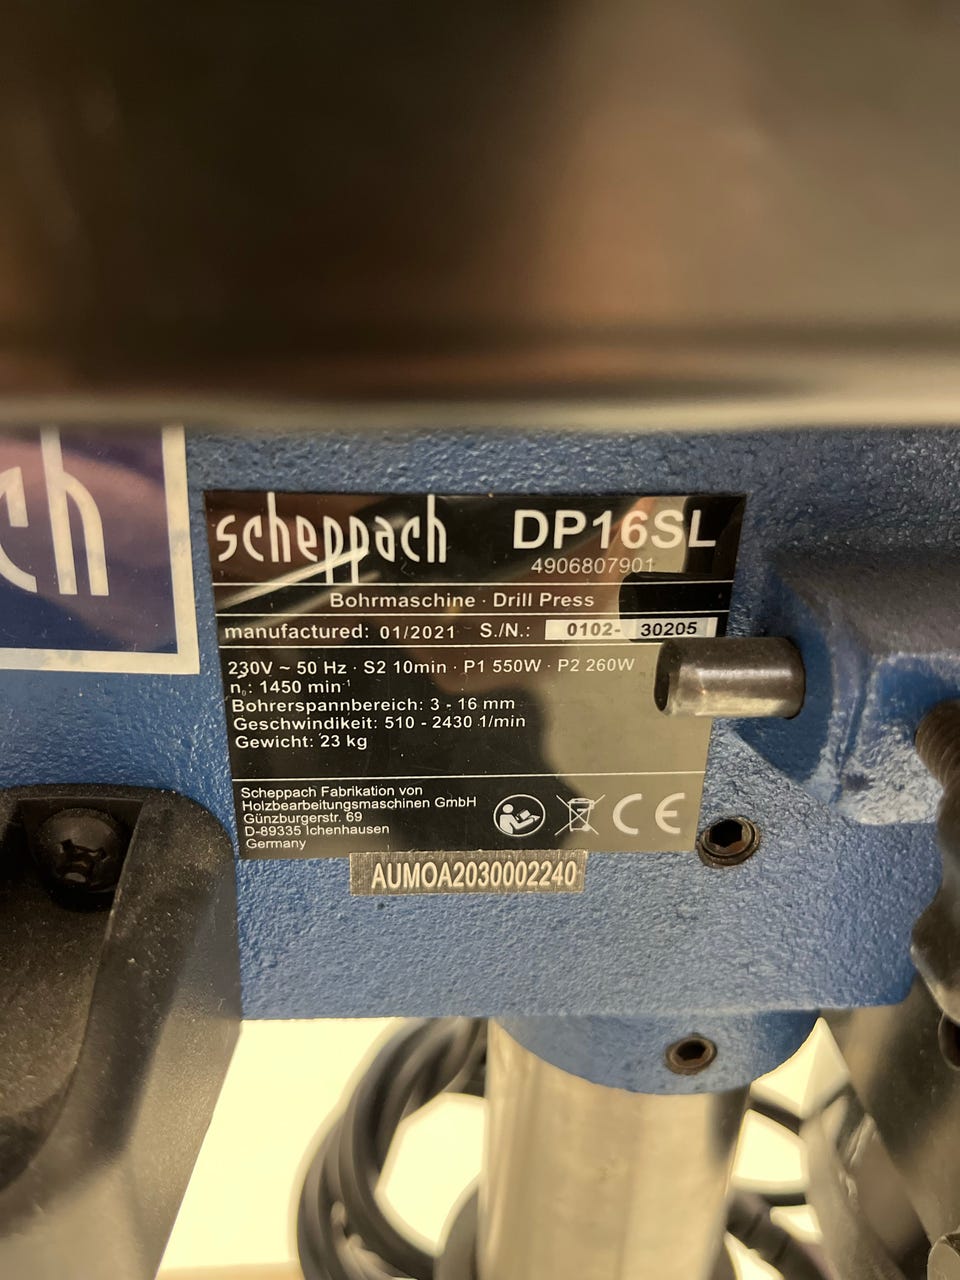 ch
scheppach DP16SL
4906807901
Bohrmaschine · Drill Press
manufactured: 01/2021 S./N.: 0102- 30205
230V ~ 50 Hz · S2 10min · P1 550W · P2 260W
n₀: 1450 min⁻¹
Bohrerspannbereich: 3 - 16 mm
Geschwindikeit: 510 - 2430 1/min
Gewicht: 23 kg
Scheppach Fabrikation von
Holzbearbeitungsmaschinen GmbH
Günzburgerstr. 69
D-89335 Ichenhausen
Germany
CE
AUMOA2030002240